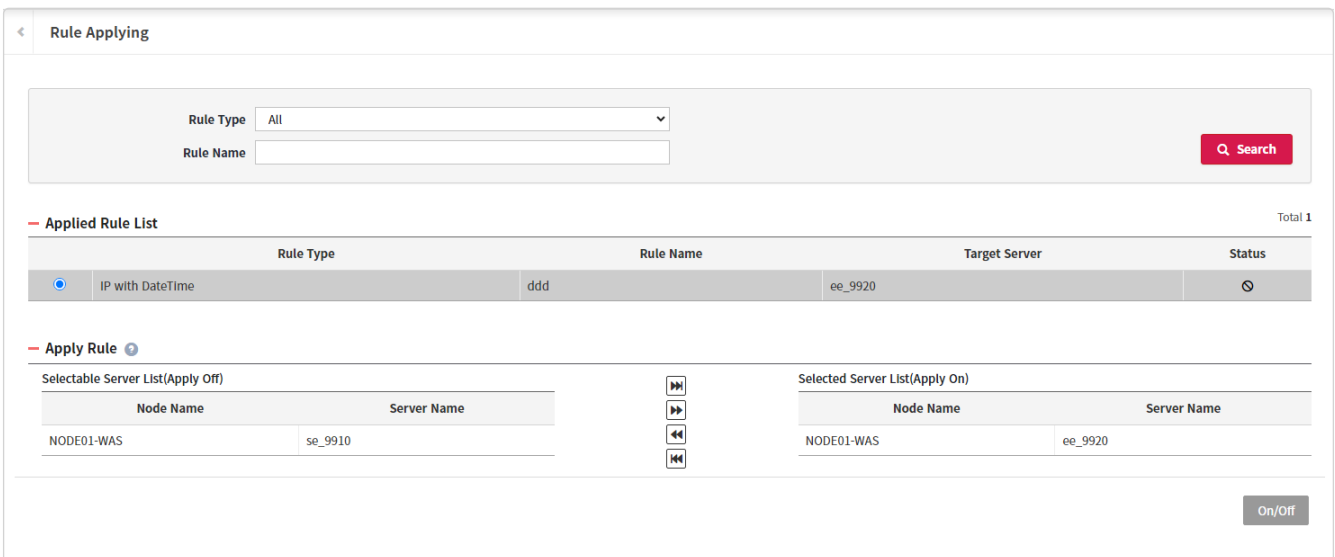 Rule Applying
Rule Type All
Rule Name
Search
Applied Rule List Total 1
Rule Type Rule Name Target Server Status
IP with DateTIme ddd ee_9920
Apply Rule ?
Selectable Server List(Apply Off) Selected Server List(Apply On)
Node Name Server Name Node Name Server Name
NODE01-WAS se_9910 NODE01-WAS ee_9920
On/Off